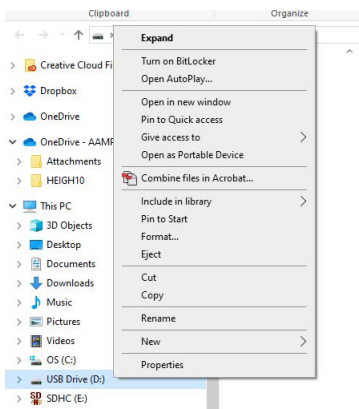 Clipboard
Organize
Expand
Turn on BitLocker
Open AutoPlay...
Open in new window
Pin to Quick access
Give access to
Open as Portable Device
Combine files in Acrobat...
Include in library
Pin to Start
Format...
Eject
Cut
Copy
Rename
New
Properties
Creative Cloud Fi
Dropbox
OneDrive
OneDrive - AAMP
Attachments
HEIGH10
This PC
3D Objects
Desktop
Documents
Downloads
Music
Pictures
Videos
OS (C:)
USB Drive (D:)
SDHC (E:)